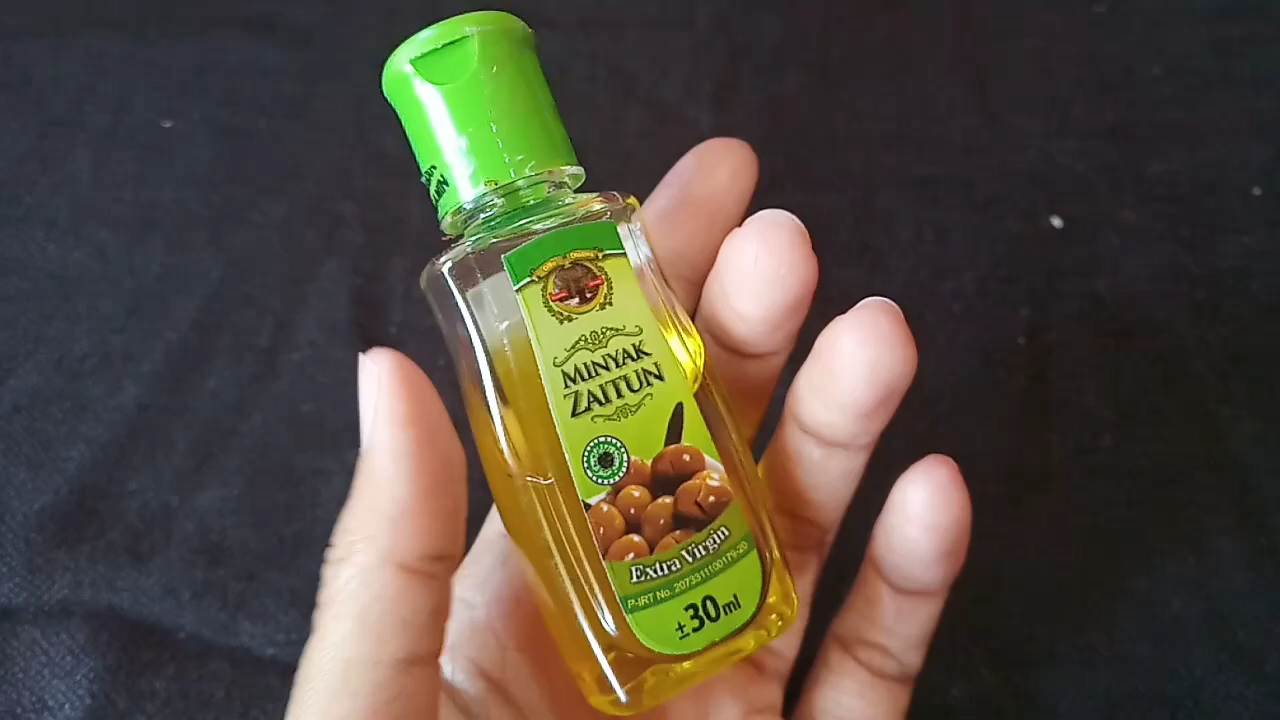 MINYAK
ZAITUN
Extra Virgin
P-IRT No. 2073311100179-20
±30ml